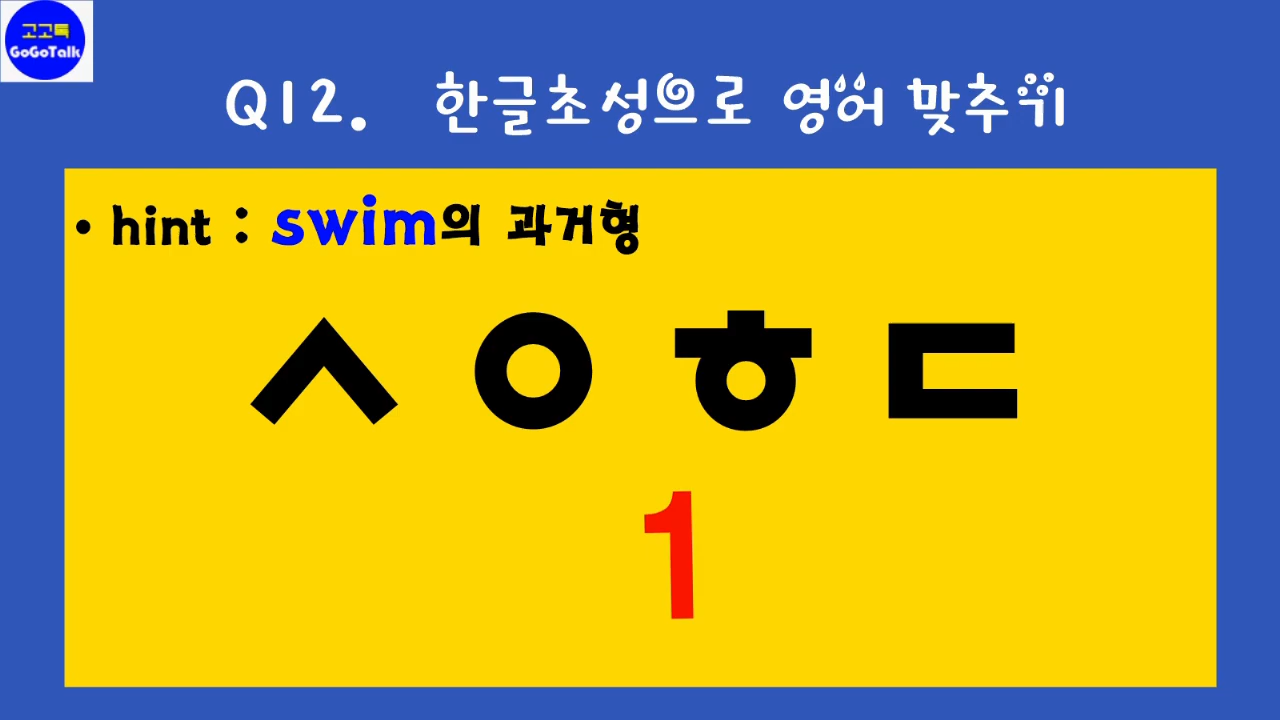 고고톡
GoGoTalk
Q12. 한글초성으로 영어 맞추기
• hint : swim의 과거형
ㅅ ㅇ ㅎ ㄷ
1